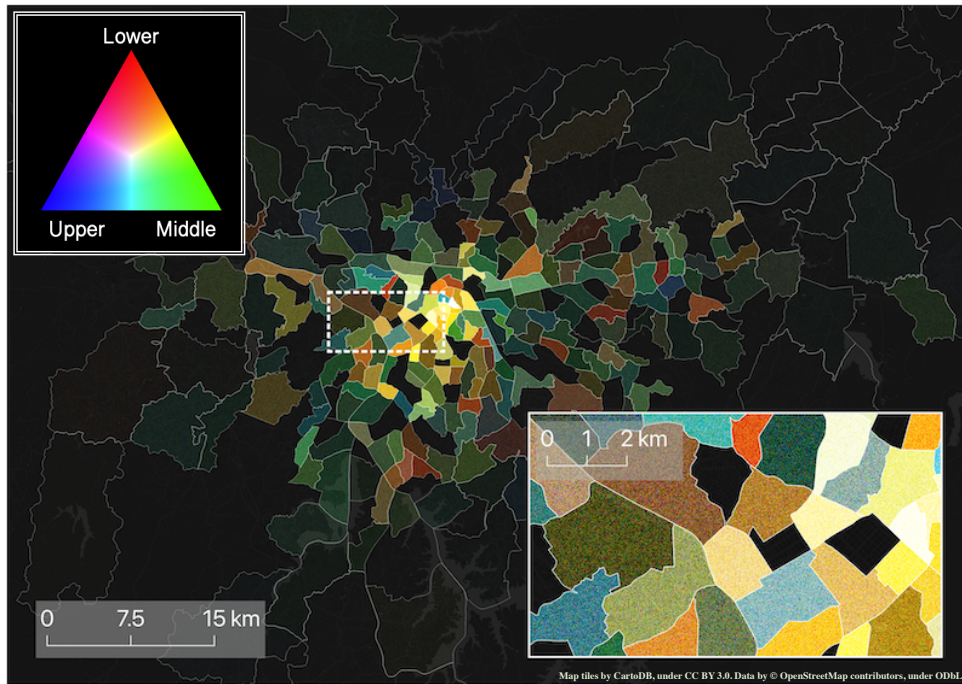 Lower
Upper Middle
0 1 2 km
0 7.5 15 km
Map tiles by CartoDB, under CC BY 3.0. Data by © OpenStreetMap contributors, under ODbL.